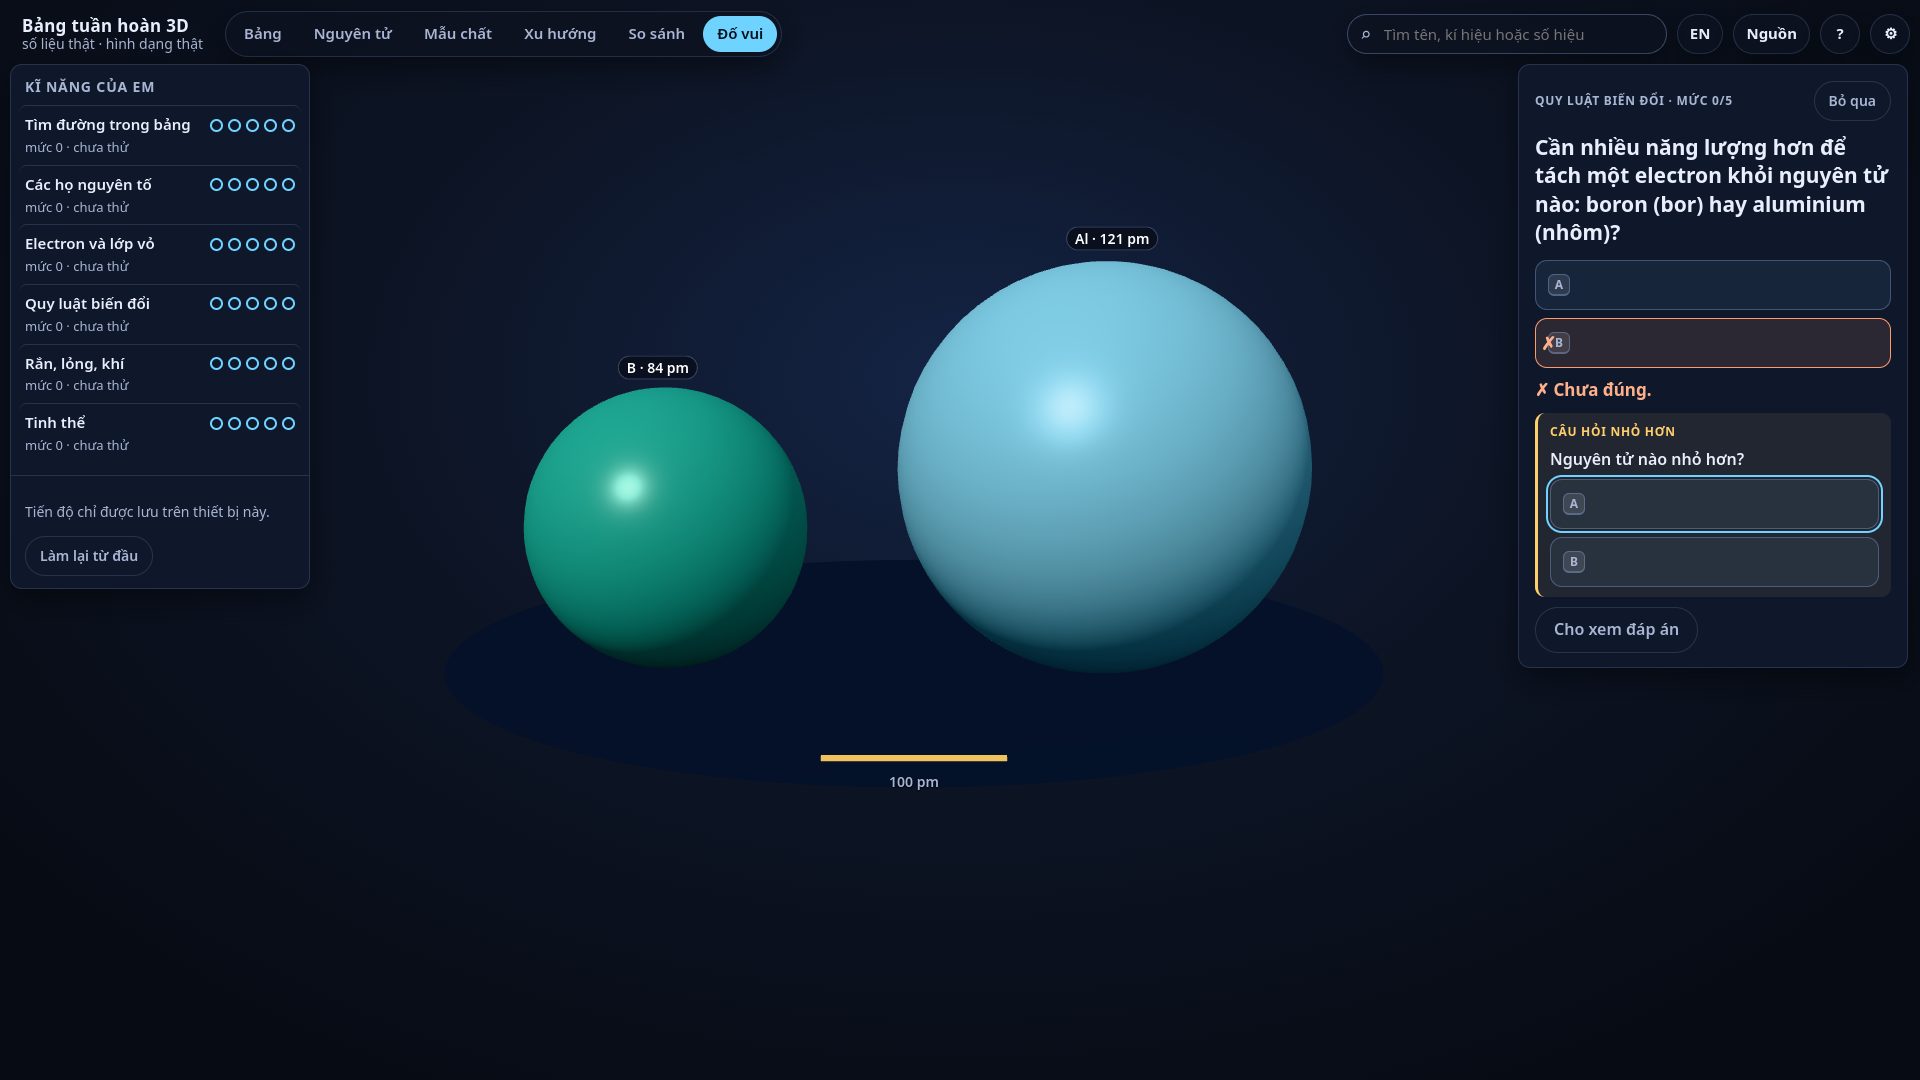 Bảng tuần hoàn 3D
số liệu thật · hình dạng thật
Bảng
Nguyên tử
Mẫu chất
Xu hướng
So sánh
Đố vui
Tìm tên, kí hiệu hoặc số hiệu
EN
Nguồn
?
KĨ NĂNG CỦA EM
Tìm đường trong bảng
mức 0 · chưa thử
Các họ nguyên tố
mức 0 · chưa thử
Electron và lớp vỏ
mức 0 · chưa thử
Quy luật biến đổi
mức 0 · chưa thử
Rắn, lỏng, khí
mức 0 · chưa thử
Tinh thể
mức 0 · chưa thử
Tiến độ chỉ được lưu trên thiết bị này.
Làm lại từ đầu
B · 84 pm
Al · 121 pm
100 pm
QUY LUẬT BIẾN ĐỔI · MỨC 0/5
Bỏ qua
Cần nhiều năng lượng hơn để
tách một electron khỏi nguyên tử
nào: boron (bor) hay aluminium
(nhôm)?
A
✗ B
✗ Chưa đúng.
CÂU HỎI NHỎ HƠN
Nguyên tử nào nhỏ hơn?
A
B
Cho xem đáp án